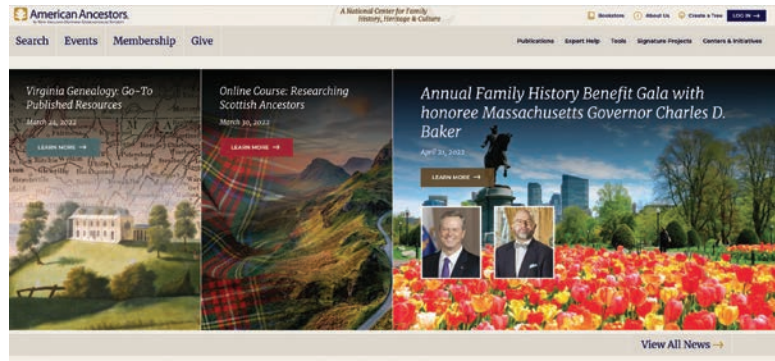 American Ancestors
A National Center for Family
History, Heritage & Culture
Bookstore About Us Create a Tree LOG IN →
Search Events Membership Give
Publications Expert Help Tools Signature Projects Centers & Initiatives
Virginia Genealogy: Go-To
Published Resources
March 24, 2022
LEARN MORE →
Online Course: Researching
Scottish Ancestors
March 30, 2022
LEARN MORE →
Annual Family History Benefit Gala with
honoree Massachusetts Governor Charles D.
Baker
April 21, 2022
LEARN MORE →
View All News →